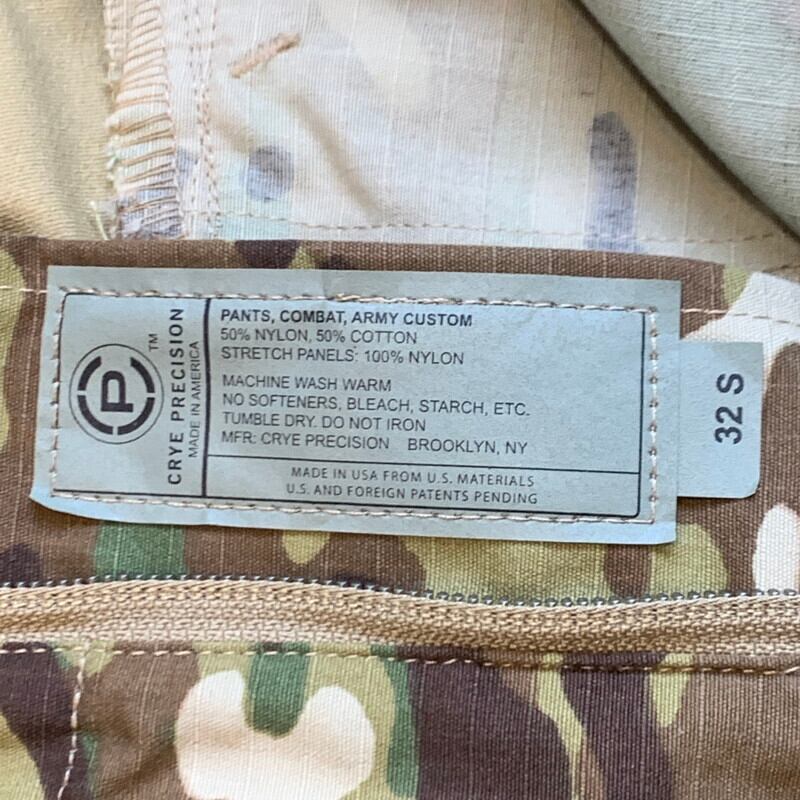 P
TM
CRYE PRECISION
MADE IN AMERICA
PANTS, COMBAT, ARMY CUSTOM
50% NYLON, 50% COTTON
STRETCH PANELS: 100% NYLON
MACHINE WASH WARM
NO SOFTENERS, BLEACH, STARCH, ETC.
TUMBLE DRY. DO NOT IRON
MFR: CRYE PRECISION BROOKLYN, NY
MADE IN USA FROM U.S. MATERIALS
U.S. AND FOREIGN PATENTS PENDING
32 S